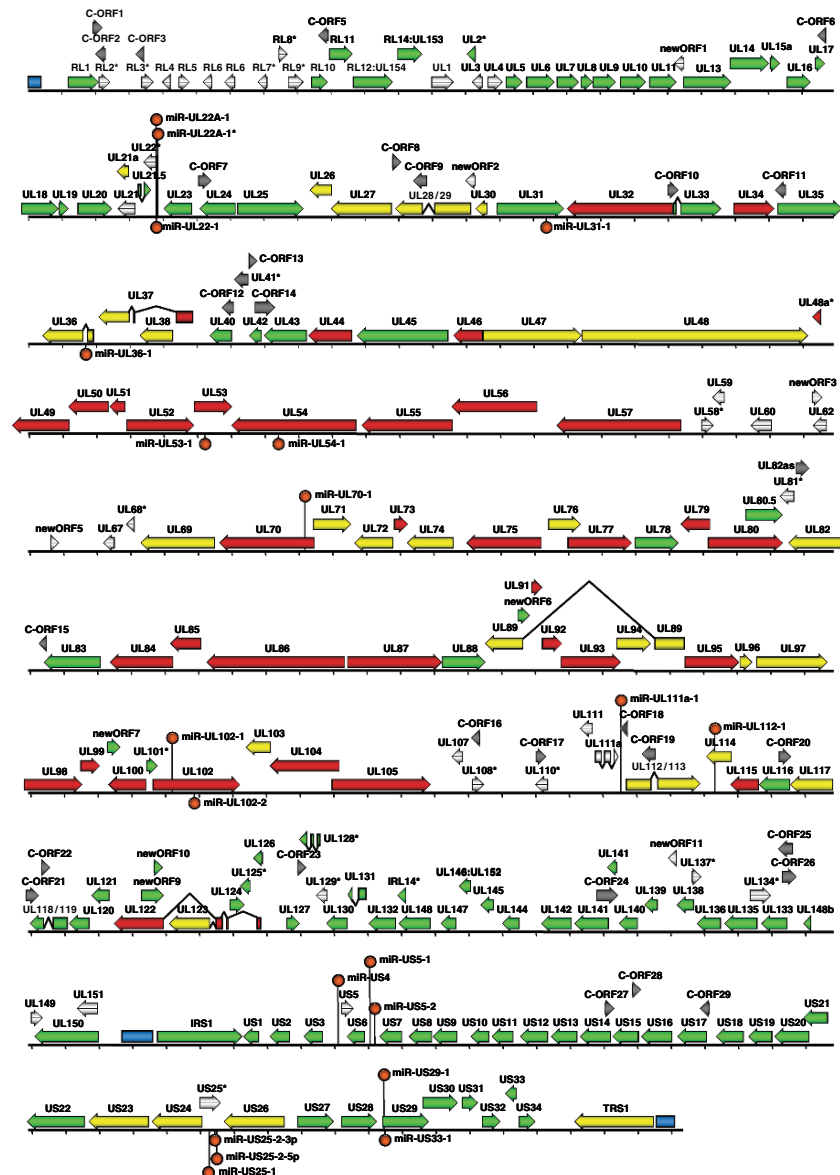 C-ORF1
C-ORF2 C-ORF3 RL8* C-ORF5 RL11 RL14:UL153 UL2* C-ORF6
RL1 RL2* RL3* RL4 RL5 RL6 RL6 RL7* RL9* RL10 RL12:UL154 UL1 UL3 UL4 UL5 UL6 UL7 UL8 UL9 UL10 UL11 newORF1 UL13 UL14 UL15a UL16 UL17
miR-UL22A-1
miR-UL22A-1*
UL18 UL19 UL20 UL21a UL21 UL22* UL21.5 UL23 C-ORF7 UL24 UL25 UL26 UL27 C-ORF8 C-ORF9 UL28/29 newORF2 UL30 UL31 UL32 C-ORF10 UL33 UL34 C-ORF11 UL35
miR-UL22-1 miR-UL31-1
UL36 UL37 UL38 C-ORF12 UL40 UL41* C-ORF13 C-ORF14 UL42 UL43 UL44 UL45 UL46 UL47 UL48 UL48a*
miR-UL36-1
UL49 UL50 UL51 UL52 UL53 UL54 UL55 UL56 UL57 UL58* UL59 UL60 newORF3 UL62
miR-UL53-1 miR-UL54-1
miR-UL70-1
newORF5 UL67 UL68* UL69 UL70 UL71 UL72 UL73 UL74 UL75 UL76 UL77 UL78 UL79 UL80 UL80.5 UL81* UL82as UL82
C-ORF15 UL83 UL84 UL85 UL86 UL87 UL88 UL89 newORF6 UL91 UL92 UL93 UL94 UL89 UL95 UL96 UL97
miR-UL102-1 miR-UL111a-1 miR-UL112-1
UL98 UL99 newORF7 UL100 UL101* UL102 UL103 UL104 UL105 UL107 C-ORF16 UL108* C-ORF17 UL110* UL111 UL111a C-ORF18 C-ORF19 UL112/113 UL114 UL115 C-ORF20 UL116 UL117
miR-UL102-2
C-ORF22 C-ORF21 UL118/119 UL120 UL121 newORF10 newORF9 UL122 UL123 UL124 UL125* UL126 C-ORF23 UL127 UL128* UL129* UL130 UL131 IRL14* UL132 UL148 UL147 UL146:UL152 UL145 UL144 UL142 UL141 C-ORF24 UL141 UL140 UL139 newORF11 UL138 UL137* UL136 UL135 UL134* UL133 C-ORF25 C-ORF26 UL148b
miR-US5-1
miR-US4
miR-US5-2
UL149 UL150 UL151 IRS1 US1 US2 US3 US5 US6 US7 US8 US9 US10 US11 US12 US13 US14 C-ORF27 US15 C-ORF28 US16 US17 C-ORF29 US18 US19 US20 US21
miR-US29-1
US22 US23 US24 US25* US26 US27 US28 US29 US30 US31 US32 US33 US34 TRS1
miR-US25-2-3p miR-US33-1
miR-US25-2-5p
miR-US25-1